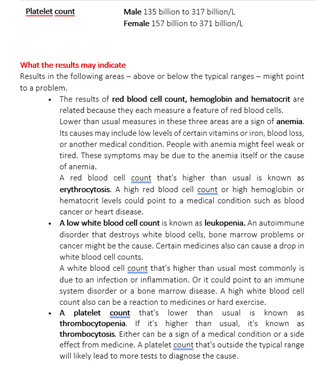 Platelet count Male 135 billion to 317 billion/L
Female 157 billion to 371 billion/L
What the results may indicate
Results in the following areas – above or below the typical ranges – might point
to a problem.
• The results of red blood cell count, hemoglobin and hematocrit are
related because they each measure a feature of red blood cells.
Lower than usual measures in these three areas are a sign of anemia.
Its causes may include low levels of certain vitamins or iron, blood loss,
or another medical condition. People with anemia might feel weak or
tired. These symptoms may be due to the anemia itself or the cause
of anemia.
A red blood cell count that's higher than usual is known as
erythrocytosis. A high red blood cell count or high hemoglobin or
hematocrit levels could point to a medical condition such as blood
cancer or heart disease.
• A low white blood cell count is known as leukopenia. An autoimmune
disorder that destroys white blood cells, bone marrow problems or
cancer might be the cause. Certain medicines also can cause a drop in
white blood cell counts.
A white blood cell count that's higher than usual most commonly is
due to an infection or inflammation. Or it could point to an immune
system disorder or a bone marrow disease. A high white blood cell
count also can be a reaction to medicines or hard exercise.
• A platelet count that's lower than usual is known as
thrombocytopenia. If it's higher than usual, it's known as
thrombocytosis. Either can be a sign of a medical condition or a side
effect from medicine. A platelet count that's outside the typical range
will likely lead to more tests to diagnose the cause.